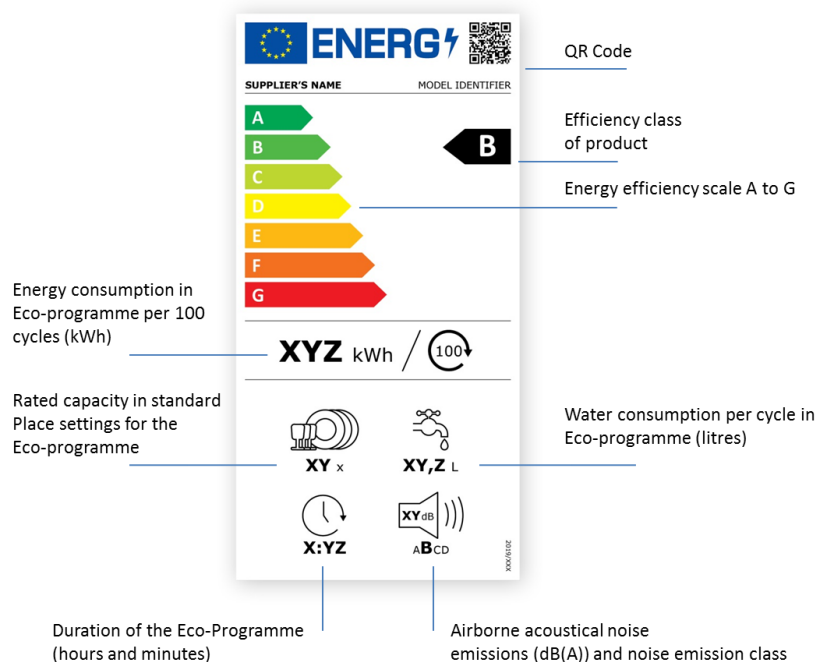 ENERG
QR Code
SUPPLIER'S NAME MODEL IDENTIFIER
A
B
B
C
D
E
F
G
Efficiency class
of product
Energy efficiency scale A to G
Energy consumption in
Eco-programme per 100
cycles (kWh)
XYZ kWh / 100
Rated capacity in standard
Place settings for the
Eco-programme
XY x
XY,Z L
Water consumption per cycle in
Eco-programme (litres)
X:YZ
XY dB
ABCD
2019/XXX
Duration of the Eco-Programme
(hours and minutes)
Airborne acoustical noise
emissions (dB(A)) and noise emission class